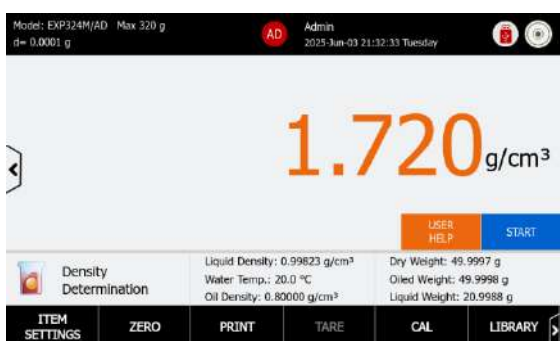 Model: EXP324M/AD Max 320 g
d= 0.0001 g
AD
Admin
2025-Jun-03 21:32:33 Tuesday
1.720 g/cm³
USER
HELP
START
Density
Determination
Liquid Density: 0.99823 g/cm³
Water Temp.: 20.0 °C
Oil Density: 0.80000 g/cm³
Dry Weight: 49.9997 g
Oiled Weight: 49.9998 g
Liquid Weight: 20.9988 g
ITEM
SETTINGS
ZERO
PRINT
TARE
CAL
LIBRARY